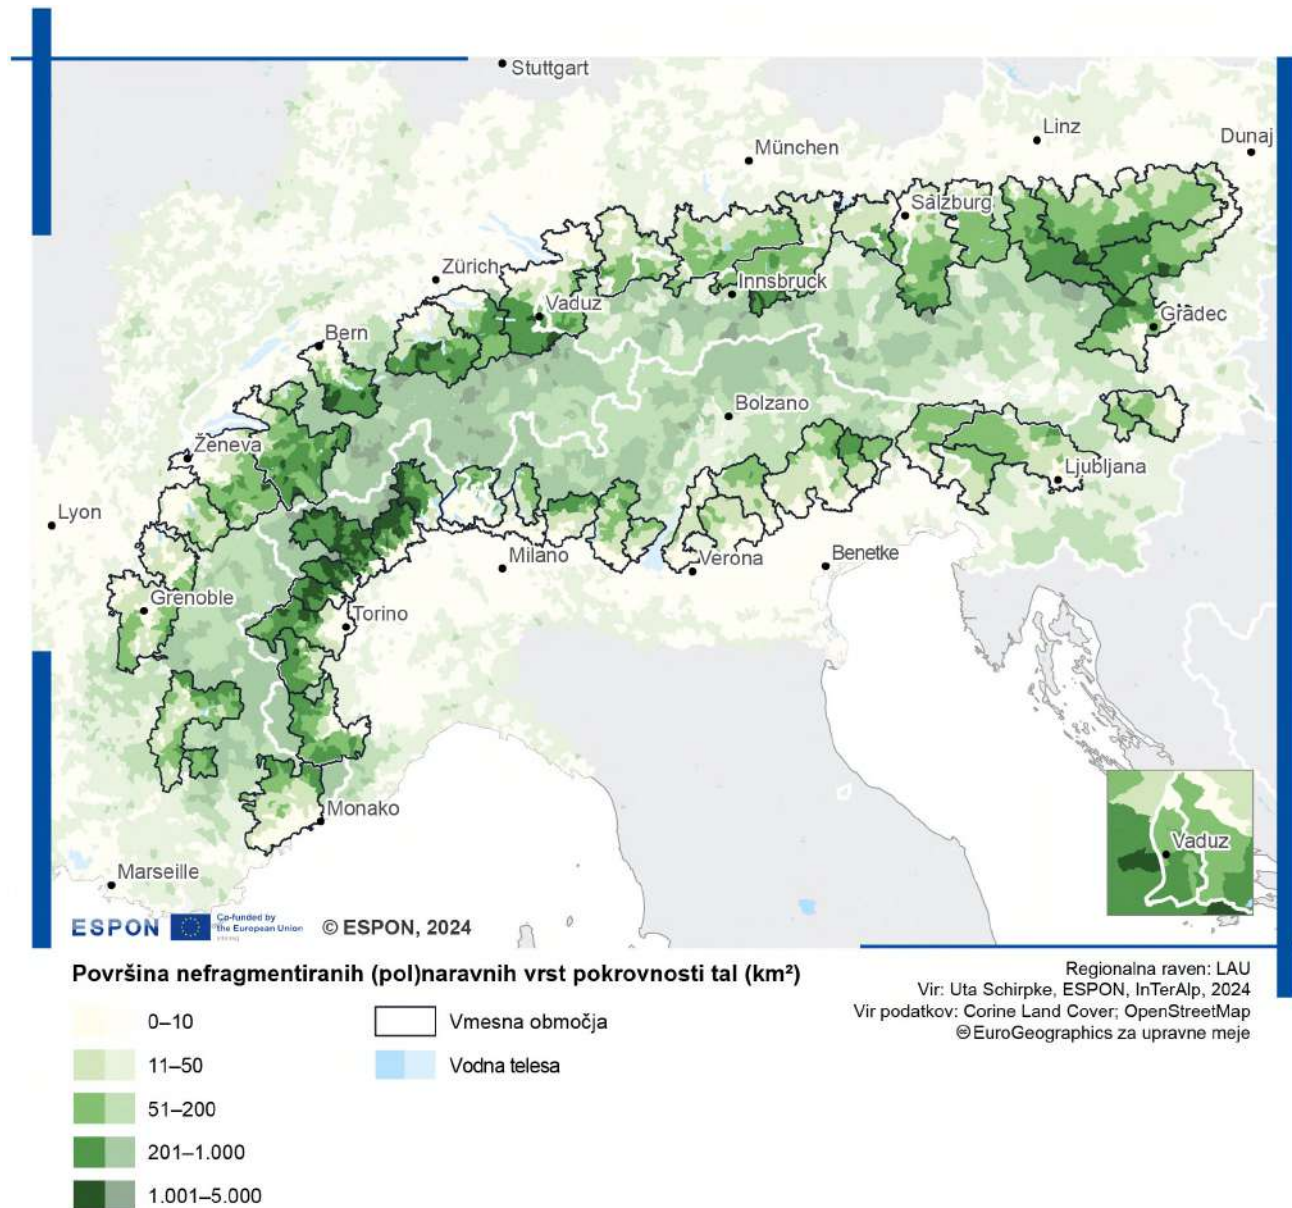 Stuttgart
Linz
Dunaj
München
Salzburg
Zürich
Innsbruck
Vaduz
Gradec
Bern
Bolzano
Ženeva
Ljubljana
Lyon
Milano
Verona
Benetke
Grenoble
Torino
Monako
Vaduz
Marseille
ESPON
Co-funded by
the European Union
Interreg
© ESPON, 2024
Površina nefragmentiranih (pol)naravnih vrst pokrovnosti tal (km²)
0–10
11–50
51–200
201–1.000
1.001–5.000
Vmesna območja
Vodna telesa
Regionalna raven: LAU
Vir: Uta Schirpke, ESPON, InTerAlp, 2024
Vir podatkov: Corine Land Cover; OpenStreetMap
© EuroGeographics za upravne meje